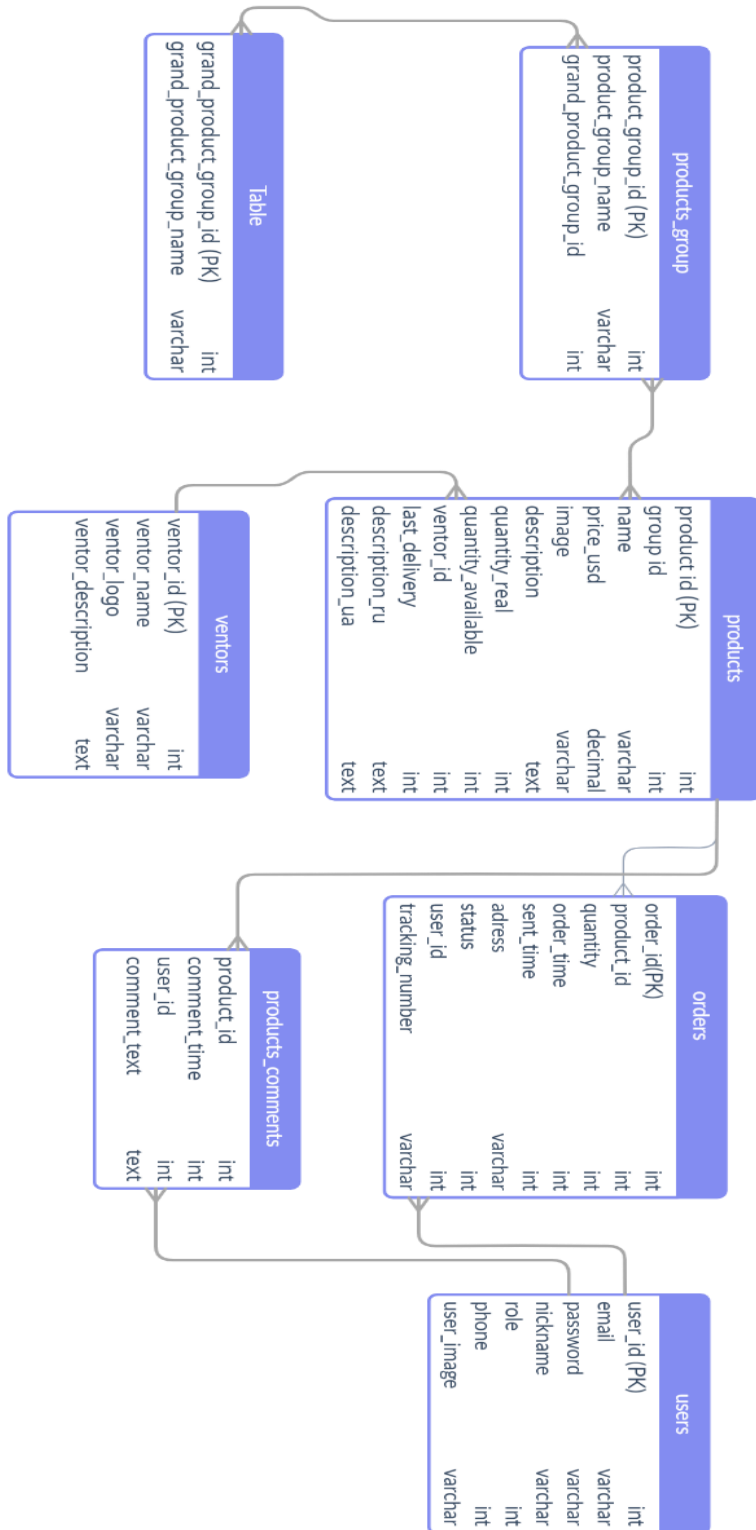 products_group
product_group_id (PK) int
product_group_name varchar
grand_product_group_id int
Table
grand_product_group_id (PK) int
grand_product_group_name varchar
products
product id (PK) int
group id int
name varchar
price_usd decimal
image varchar
description text
quantity_real int
quantity_available int
ventor_id int
last_delivery int
description_ru text
description_ua text
ventors
ventor_id (PK) int
ventor_name varchar
ventor_logo varchar
ventor_description text
orders
order_id(PK) int
product_id int
quantity int
order_time int
sent_time int
adress varchar
status int
user_id int
tracking_number varchar
products_comments
product_id int
comment_time int
user_id int
comment_text text
users
user_id (PK) int
email varchar
password varchar
nickname varchar
role int
phone int
user_image varchar